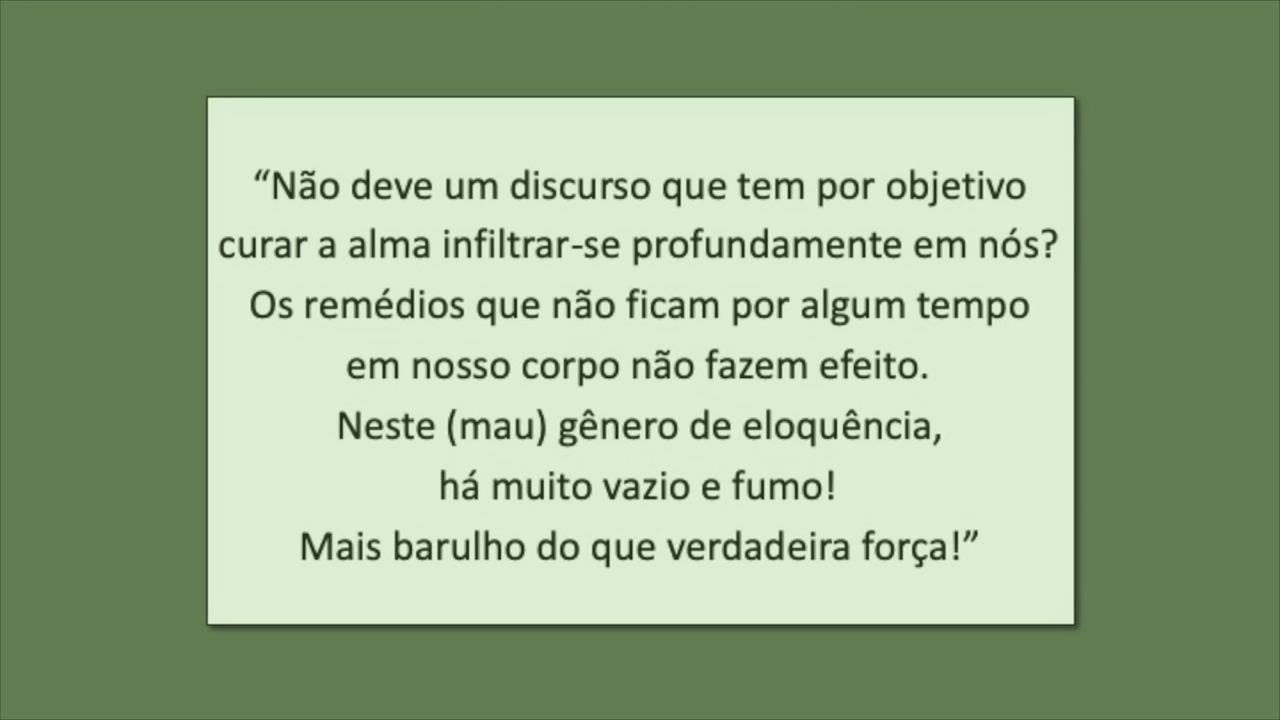 “Não deve um discurso que tem por objetivo
curar a alma infiltrar-se profundamente em nós?
Os remédios que não ficam por algum tempo
em nosso corpo não fazem efeito.
Neste (mau) gênero de eloquência,
há muito vazio e fumo!
Mais barulho do que verdadeira força!”